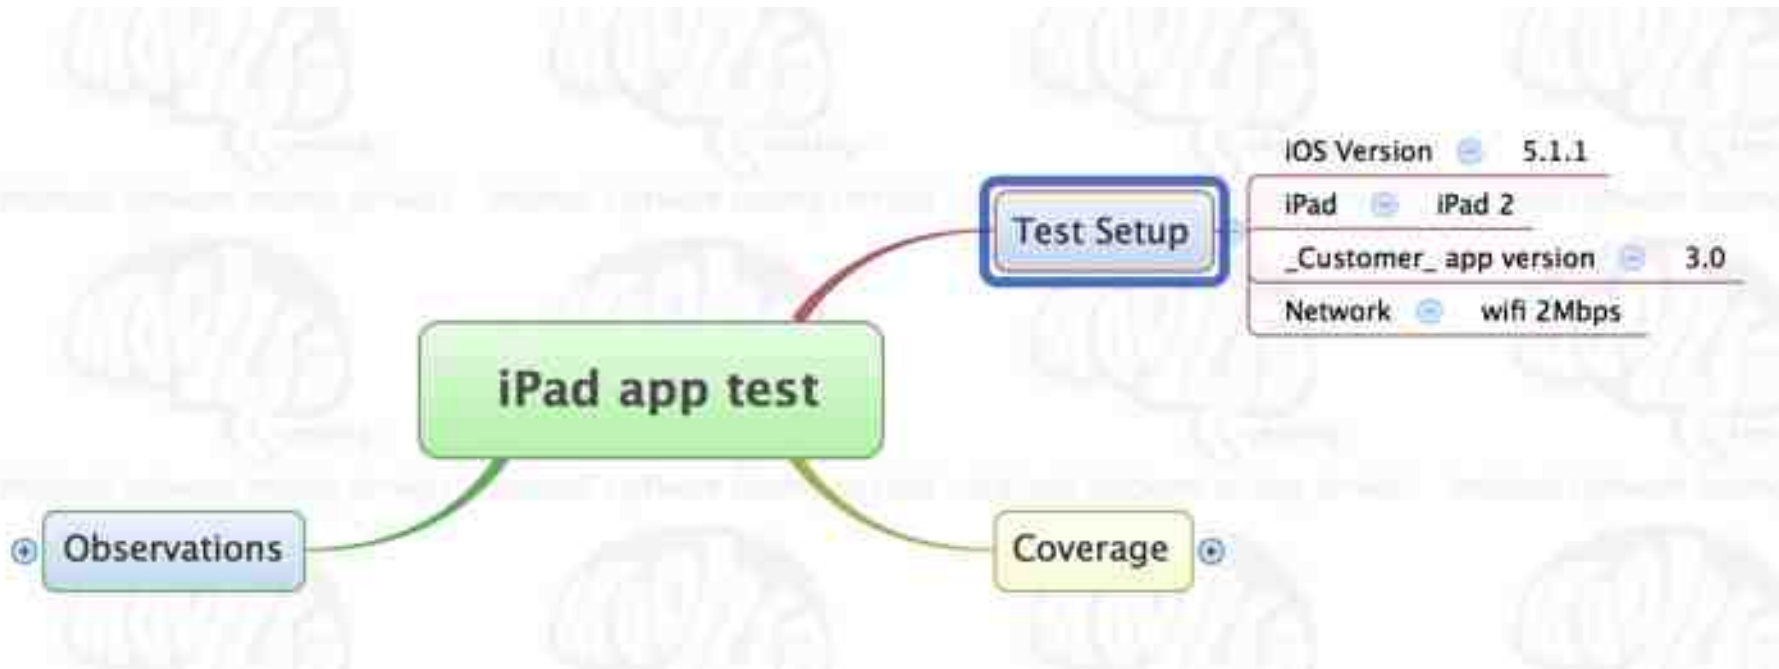 iOS Version 5.1.1
iPad iPad 2
Test Setup
_Customer_ app version 3.0
Network wifi 2Mbps
iPad app test
Observations
Coverage